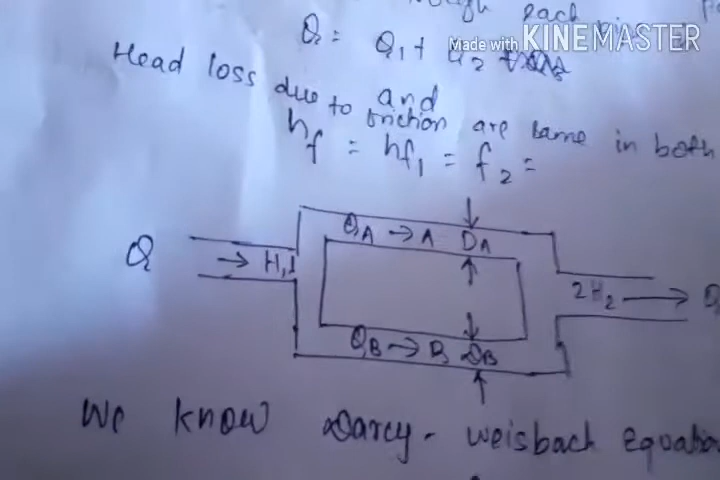 each
Q = Q1 +
Made with KINEMASTER
and
Head loss due to friction are same in both
hf = hf1 = f2 =
Q → H1 1
QA → A DA
2 H2 →
QB → B DB
We know Darcy - weisbach equation